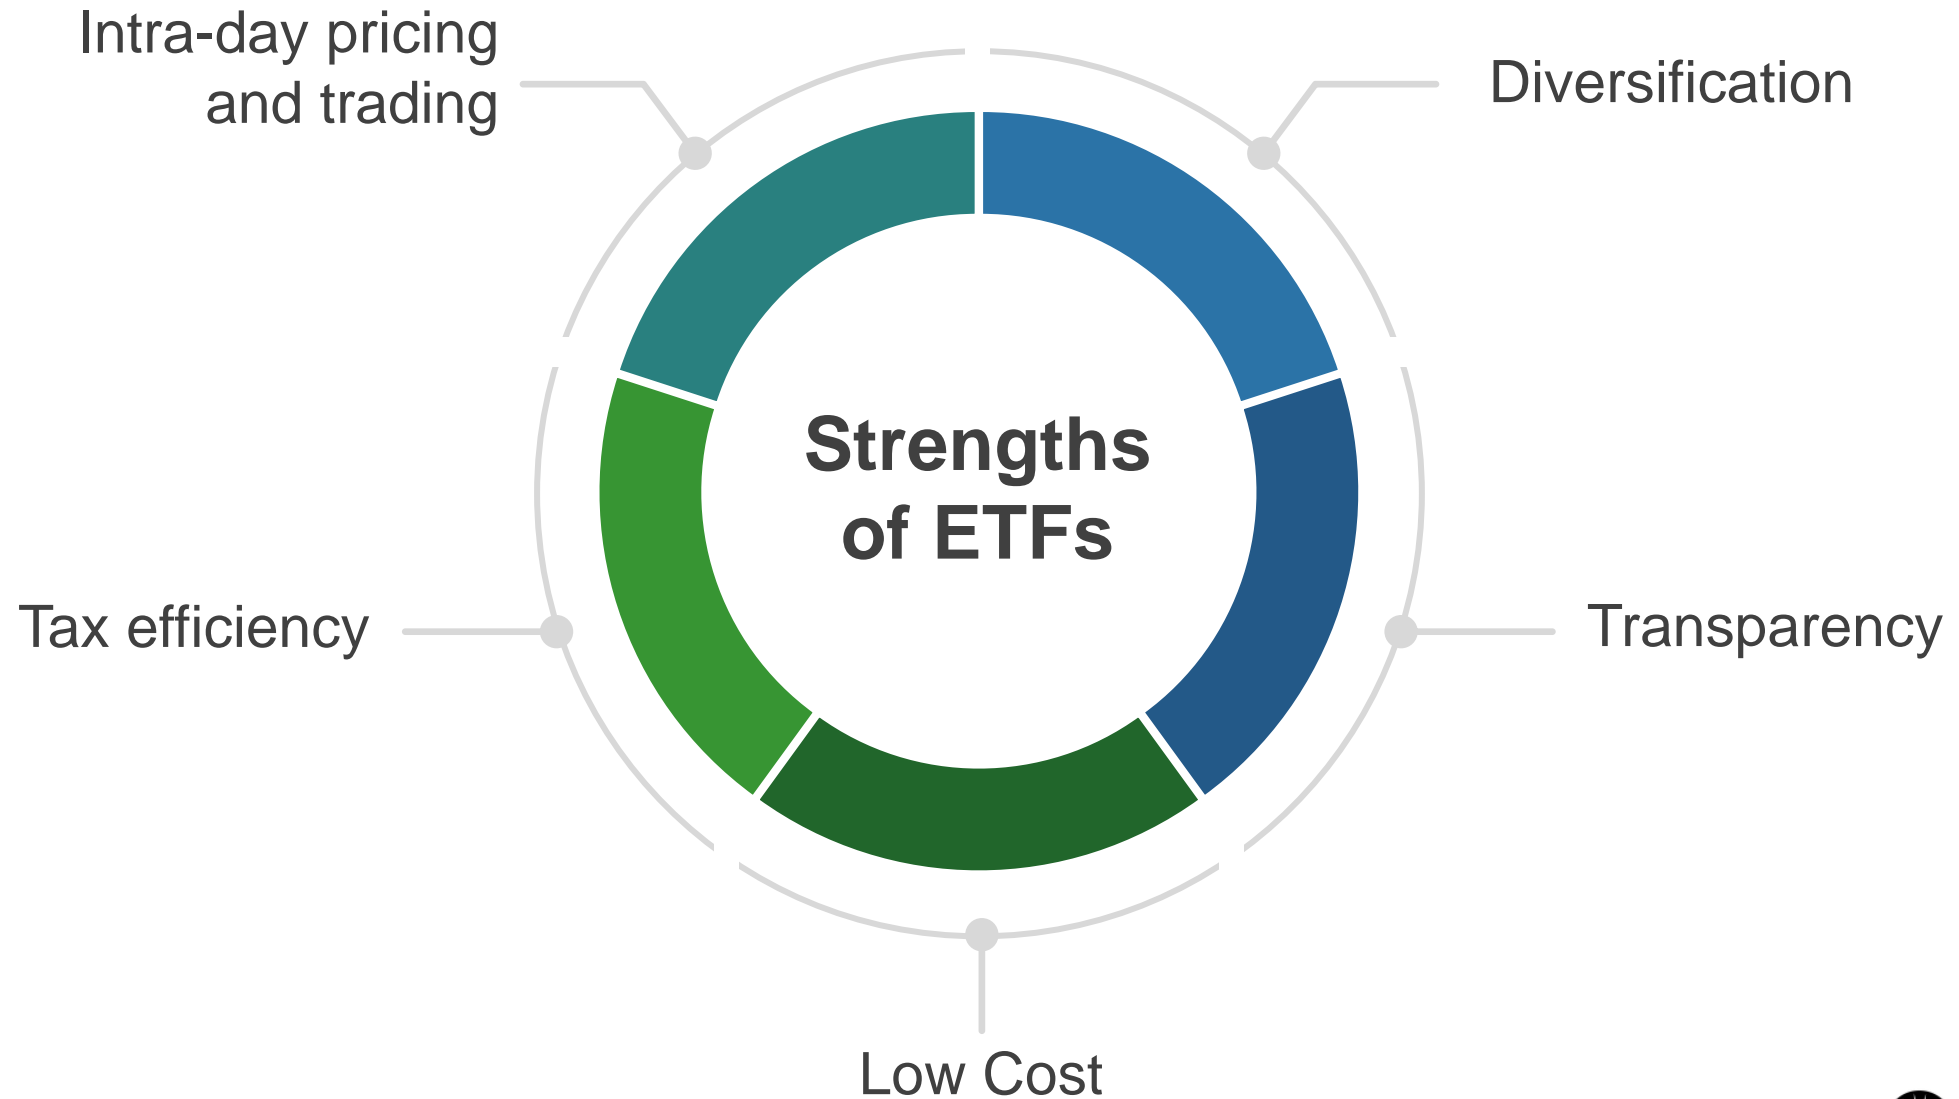 Intra-day pricing
and trading
Diversification
Strengths
of ETFs
Tax efficiency
Transparency
Low Cost